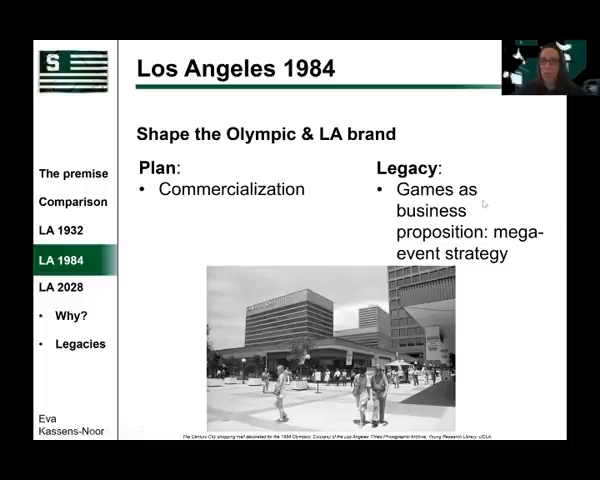 S
Los Angeles 1984
Shape the Olympic & LA brand
The premise
Comparison
LA 1932
LA 1984
LA 2028
• Why?
• Legacies
Eva
Kassens-Noor
Plan:
• Commercialization
Legacy:
• Games as
business
proposition: mega-
event strategy
The Century City shopping mall decorated for the 1984 Olympics. Courtesy of the Los Angeles Times Photographic Archive, Young Research Library, UCLA.